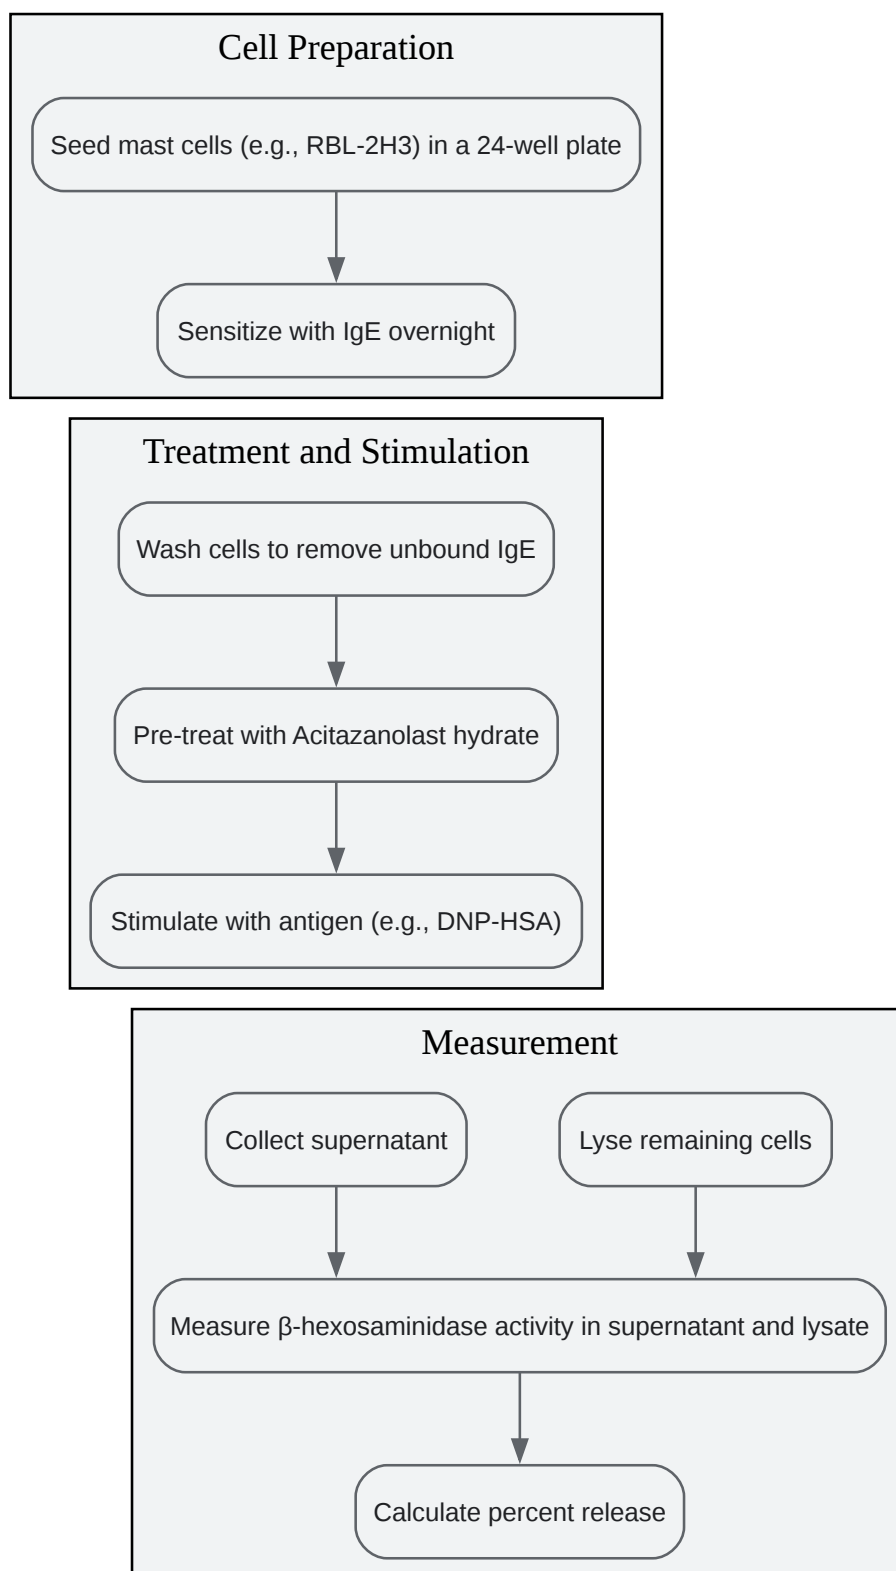 Cell Preparation
Seed mast cells (e.g., RBL-2H3) in a 24-well plate
Sensitize with IgE overnight
Treatment and Stimulation
Wash cells to remove unbound IgE
Pre-treat with Acitazanolast hydrate
Stimulate with antigen (e.g., DNP-HSA)
Measurement
Collect supernatant
Lyse remaining cells
Measure β-hexosaminidase activity in supernatant and lysate
Calculate percent release